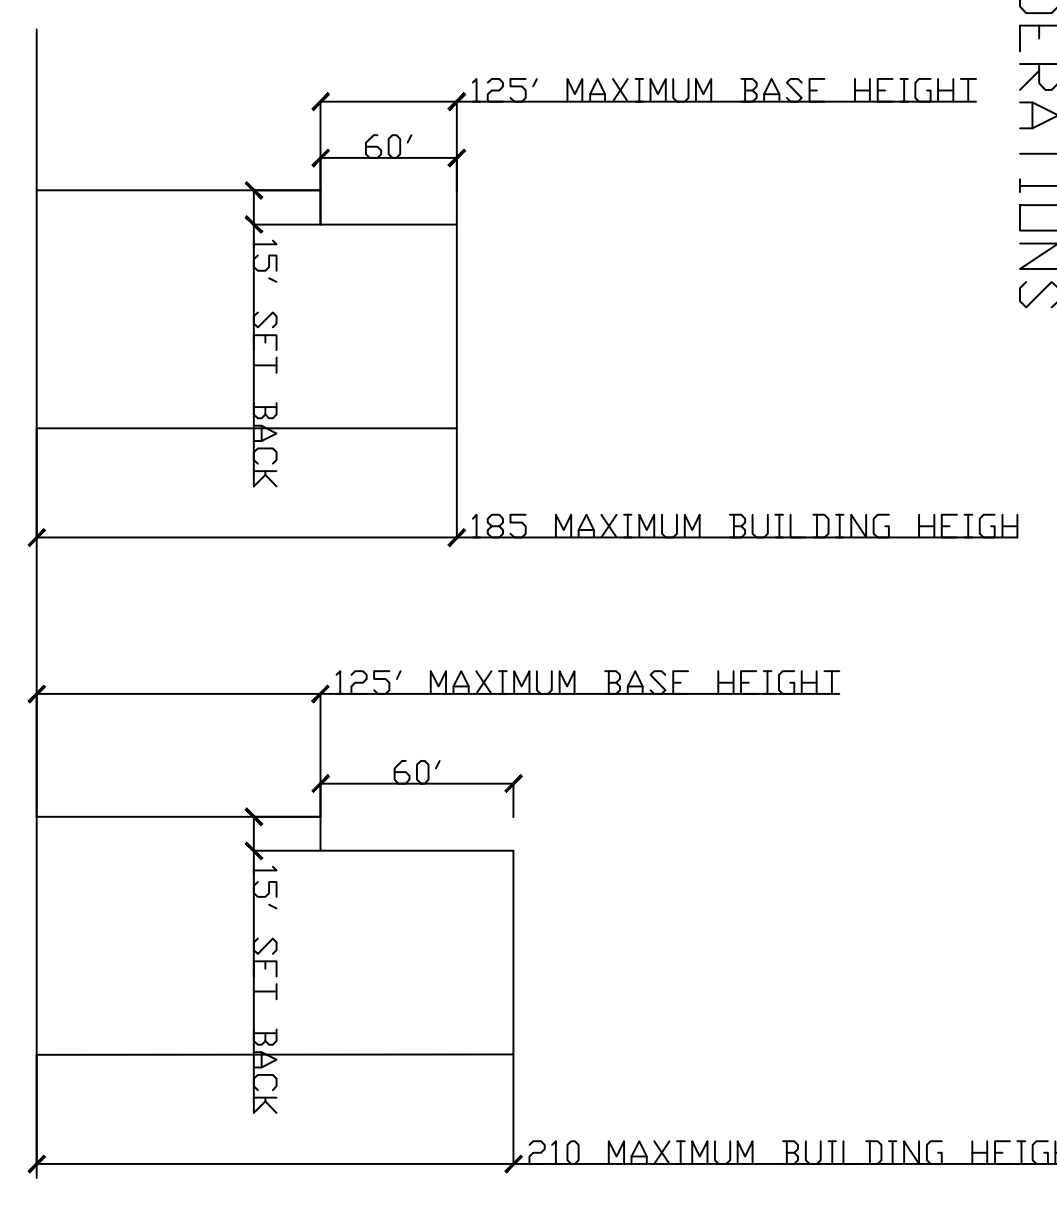 125' MAXIMUM BASE HEIGHT
60'
15' SET BACK
185 MAXIMUM BUILDING HEIGH
125' MAXIMUM BASE HEIGHT
60'
15' SET BACK
210 MAXIMUM BUILDING HEIGH
DERATIONS